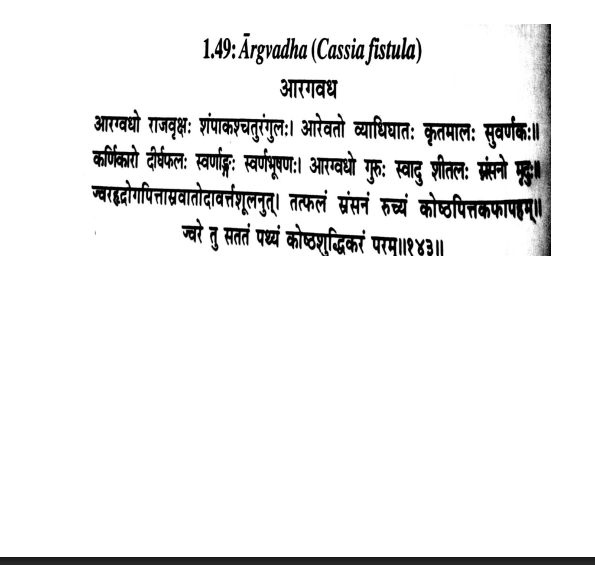 1.49: Āragvadha (Cassia fistula)
आरगवध
आरग्वधो राजवृक्षः शंपाकश्चतुरंगुलः। आरेवतो व्याधिघातः कृतमालः सुवर्णकः॥
कर्णिकारो दीर्घफलः स्वर्णाङ्गः स्वर्णभूषणः। आरग्वधो गुरुः स्वादु शीतलः स्रंसनो मृदुः॥
ज्वरहृद्रोगपित्तास्रवातोदावर्त्तशूलनुत्। तत्फलं स्रंसनं रुच्यं कोष्ठपित्तकफापहम्॥
ज्वरे तु सततं पथ्यं कोष्ठशुद्धिकरं परम्॥१४३॥